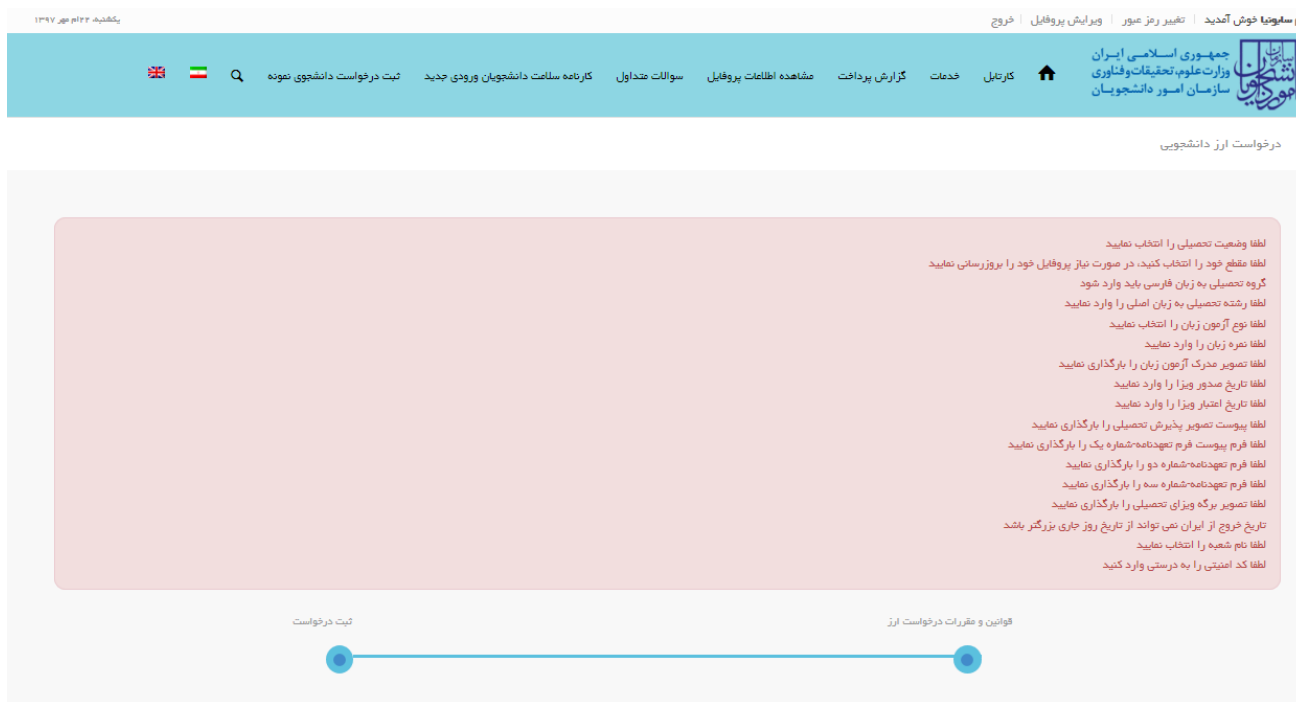 سایونیا خوش آمدید | تغییر رمز عبور | ویرایش پروفایل | خروج
یکشنبه، ۲۲ام مهر ۱۳۹۷
جمهوری اسلامی ایران
وزارت علوم، تحقیقات و فناوری
سازمان امور دانشجویان
کارتابل خدمات گزارش پرداخت مشاهده اطلاعات پروفایل سوالات متداول کارنامه سلامت دانشجویان ورودی جدید ثبت درخواست دانشجوی نمونه
درخواست ارز دانشجویی
لطفا وضعیت تحصیلی را انتخاب نمایید
لطفا مقطع خود را انتخاب کنید، در صورت نیاز پروفایل خود را بروزرسانی نمایید
گروه تحصیلی به زبان فارسی باید وارد شود
لطفا رشته تحصیلی به زبان اصلی را وارد نمایید
لطفا نوع آزمون زبان را انتخاب نمایید
لطفا نمره زبان را وارد نمایید
لطفا تصویر مدرک آزمون زبان را بارگذاری نمایید
لطفا تاریخ صدور ویزا را وارد نمایید
لطفا تاریخ اعتبار ویزا را وارد نمایید
لطفا پیوست تصویر پذیرش تحصیلی را بارگذاری نمایید
لطفا فرم پیوست فرم تعهدنامه-شماره یک را بارگذاری نمایید
لطفا فرم تعهدنامه-شماره دو را بارگذاری نمایید
لطفا فرم تعهدنامه-شماره سه را بارگذاری نمایید
لطفا تصویر برگه ویزای تحصیلی را بارگذاری نمایید
تاریخ خروج از ایران نمی تواند از تاریخ روز جاری بزرگتر باشد
لطفا نام شعبه را انتخاب نمایید
لطفا کد امنیتی را به درستی وارد کنید
قوانین و مقررات درخواست ارز
ثبت درخواست